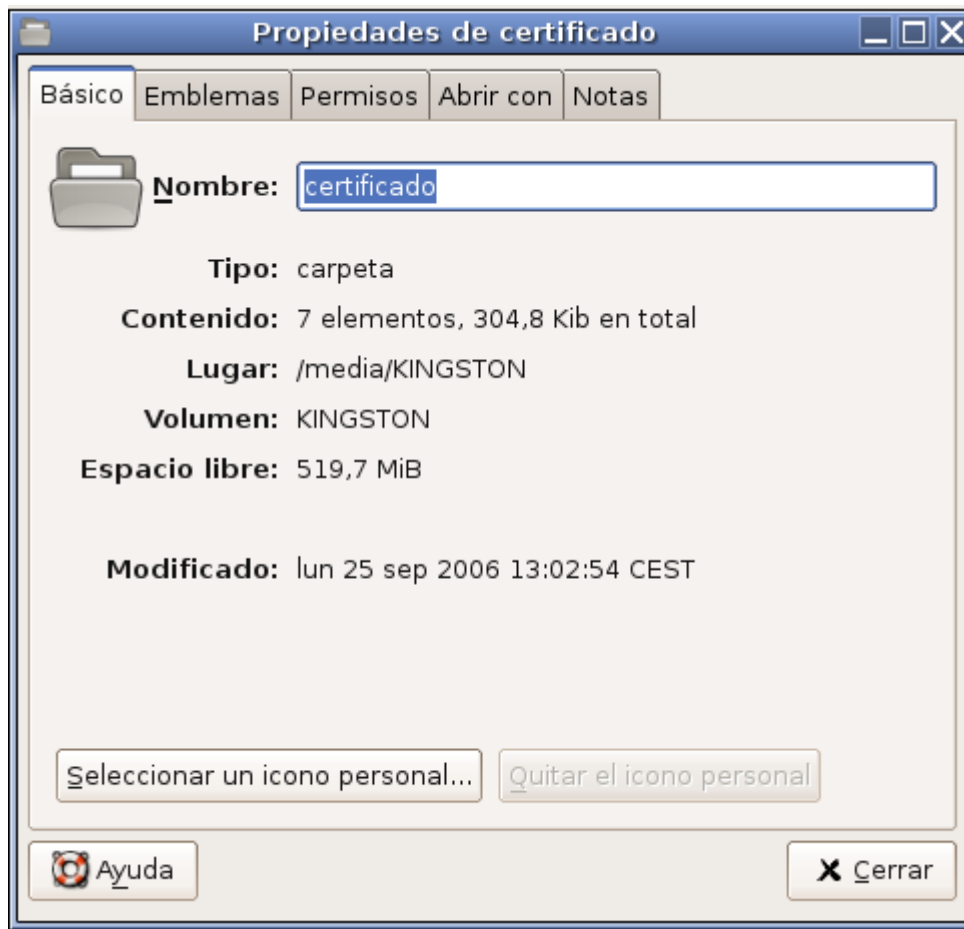 Propiedades de certificado
Básico Emblemas Permisos Abrir con Notas
Nombre: certificado
Tipo: carpeta
Contenido: 7 elementos, 304,8 Kib en total
Lugar: /media/KINGSTON
Volumen: KINGSTON
Espacio libre: 519,7 MiB
Modificado: lun 25 sep 2006 13:02:54 CEST
Seleccionar un icono personal... Quitar el icono personal
Ayuda Cerrar